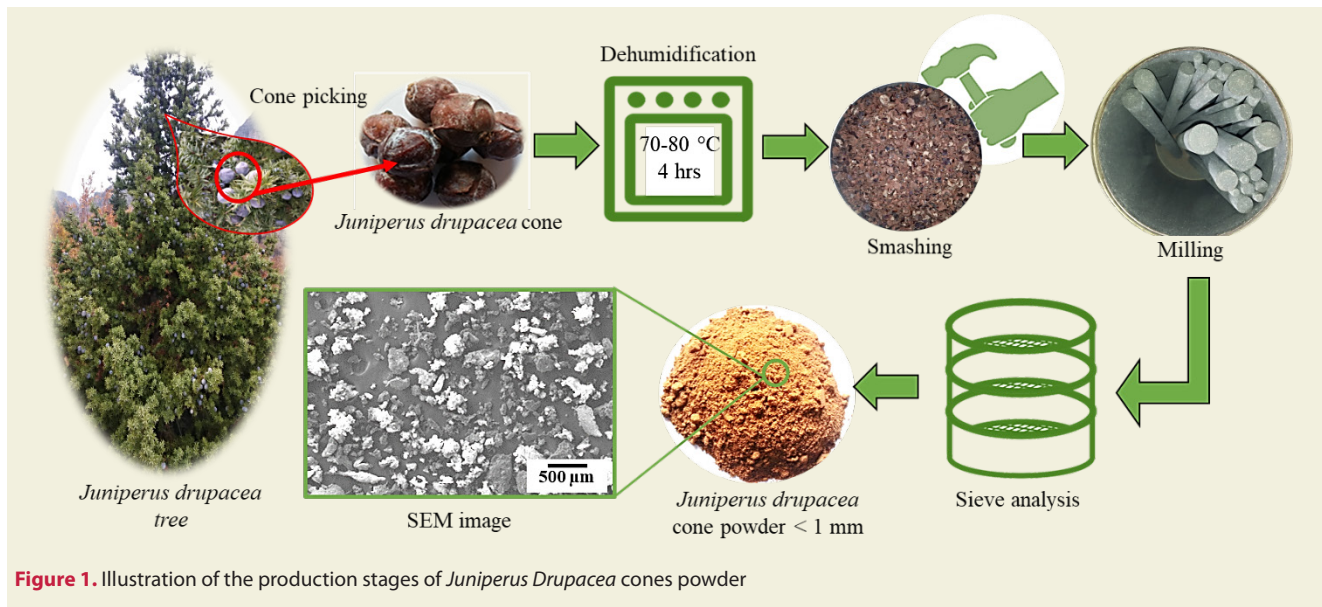 Dehumidification
Cone picking
70-80 °C
4 hrs
Juniperus drupacea cone
Smashing
Milling
500 µm
Juniperus drupacea
tree
SEM image
Juniperus drupacea
cone powder < 1 mm
Sieve analysis
Figure 1. Illustration of the production stages of Juniperus Drupacea cones powder